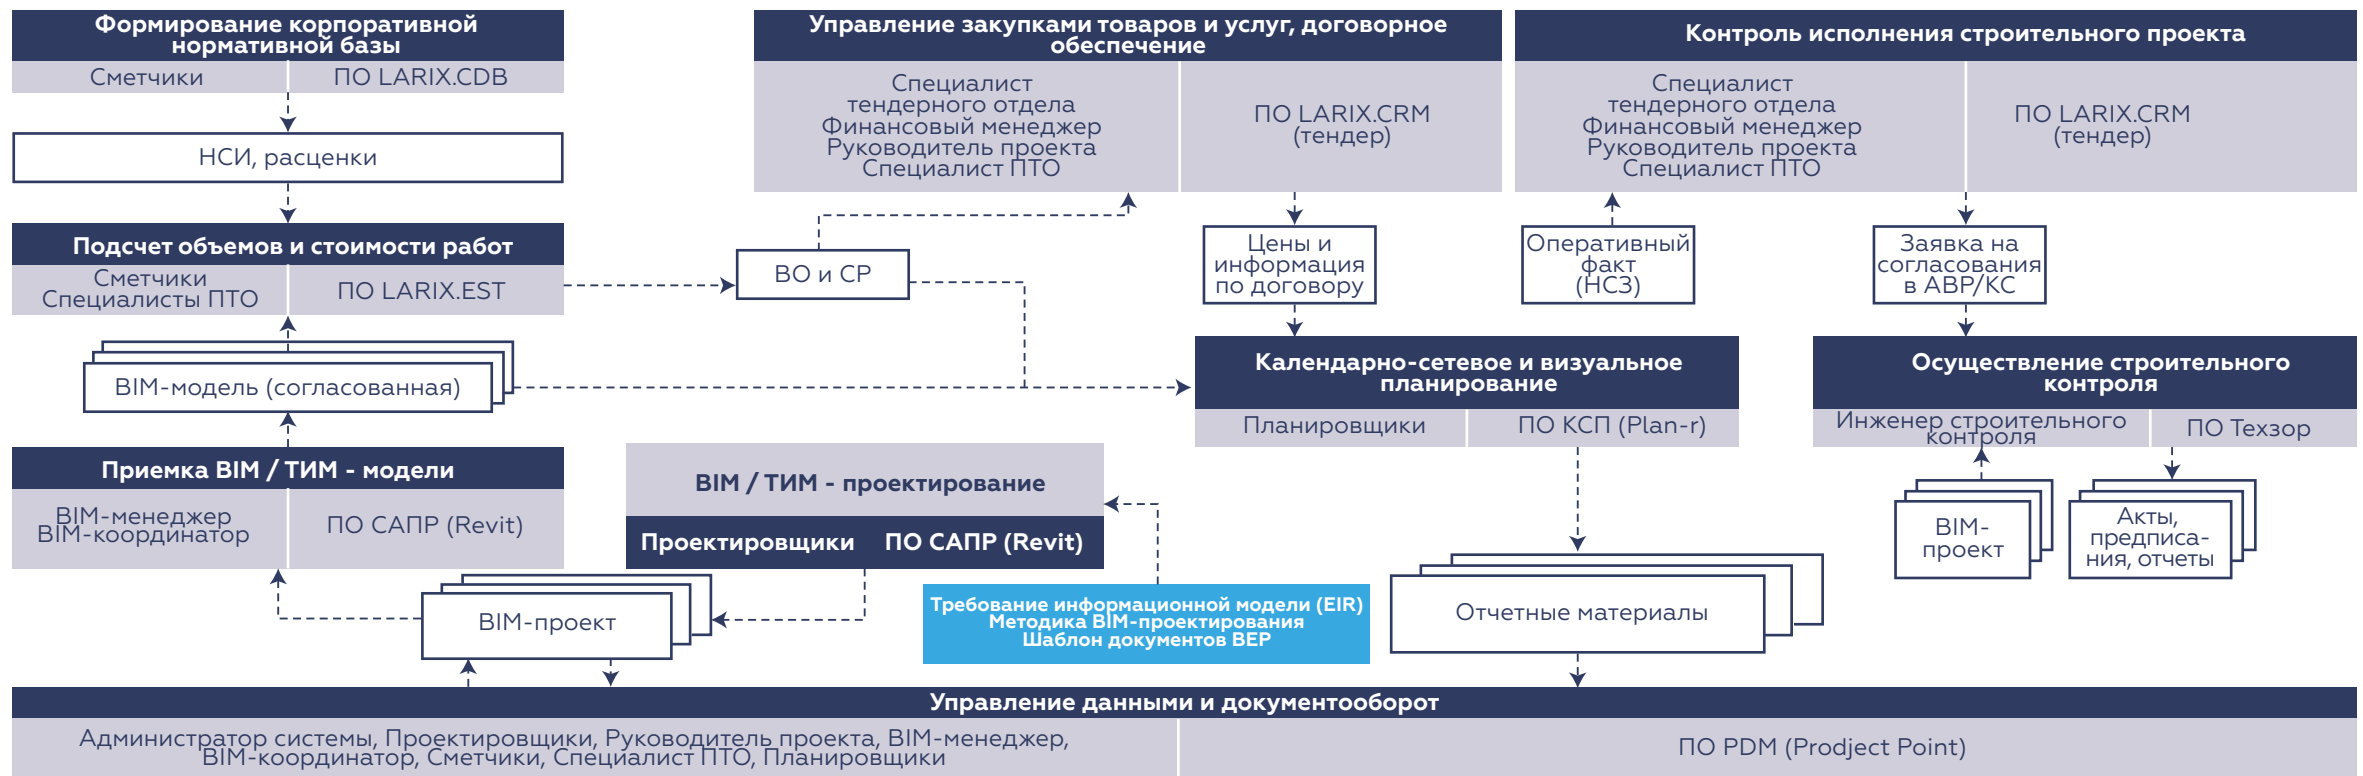 Формирование корпоративной
нормативной базы
Сметчики
ПО LARIX.CDB
НСИ, расценки
Подсчет объемов и стоимости работ
Сметчики
Специалисты ПТО
ПО LARIX.EST
BIM-модель (согласованная)
Приемка BIM / ТИМ - модели
BIM-менеджер
BIM-координатор
ПО САПР (Revit)
Управление закупками товаров и услуг, договорное
обеспечение
Специалист
тендерного отдела
Финансовый менеджер
Руководитель проекта
Специалист ПТО
ПО LARIX.CRM
(тендер)
ВО и СР
Цены и
информация
по договору
Контроль исполнения строительного проекта
Специалист
тендерного отдела
Финансовый менеджер
Руководитель проекта
Специалист ПТО
ПО LARIX.CRM
(тендер)
Оперативный
факт
(НСЗ)
Заявка на
согласования
в АВР/КС
Календарно-сетевое и визуальное
планирование
Планировщики
ПО КСП (Plan-r)
Осуществление строительного
контроля
Инженер строительного
контроля
ПО Техзор
BIM / ТИМ - проектирование
Проектировщики
ПО САПР (Revit)
BIM-
проект
Акты,
предписа-
ния, отчеты
BIM-проект
Требование информационной модели (EIR)
Методика BIM-проектирования
Шаблон документов BEP
Отчетные материалы
Управление данными и документооборот
Администратор системы, Проектировщики, Руководитель проекта, BIM-менеджер,
BIM-координатор, Сметчики, Специалист ПТО, Планировщики
ПО PDM (Prodject Point)